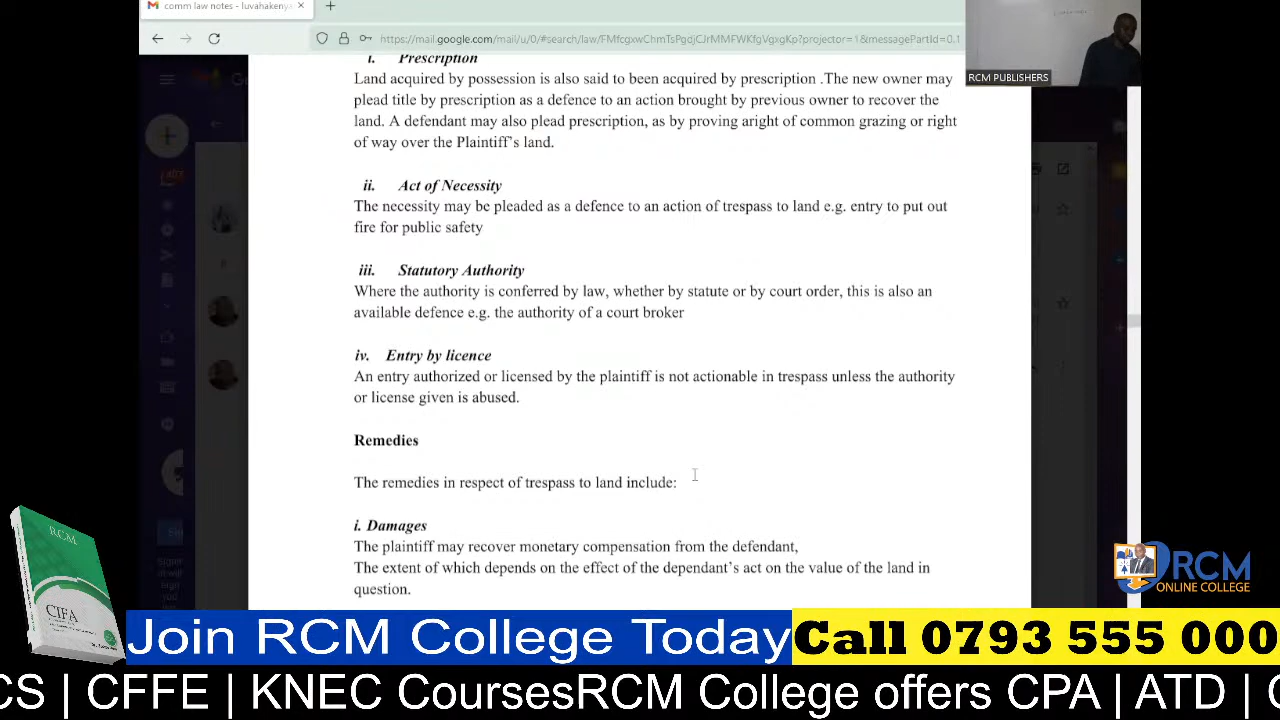 comm law notes - luvahakeny
https://mail.google.com/mail/u/0/#search/law/FMfcgxwChmTsPgdjCJrMMFWKfgVgxgKp?projector=1&messagePartId=0.1
RCM PUBLISHERS
i. Prescription
Land acquired by possession is also said to been acquired by prescription .The new owner may
plead title by prescription as a defence to an action brought by previous owner to recover the
land. A defendant may also plead prescription, as by proving aright of common grazing or right
of way over the Plaintiff's land.
ii. Act of Necessity
The necessity may be pleaded as a defence to an action of trespass to land e.g. entry to put out
fire for public safety
iii. Statutory Authority
Where the authority is conferred by law, whether by statute or by court order, this is also an
available defence e.g. the authority of a court broker
iv. Entry by licence
An entry authorized or licensed by the plaintiff is not actionable in trespass unless the authority
or license given is abused.
Remedies
The remedies in respect of trespass to land include:
i. Damages
The plaintiff may recover monetary compensation from the defendant,
The extent of which depends on the effect of the dependant's act on the value of the land in
question.
RCM
CIFA
RCM
ONLINE COLLEGE
Join RCM College Today
Call 0793 555 000
CS | CFFE | KNEC CoursesRCM College offers CPA | ATD |